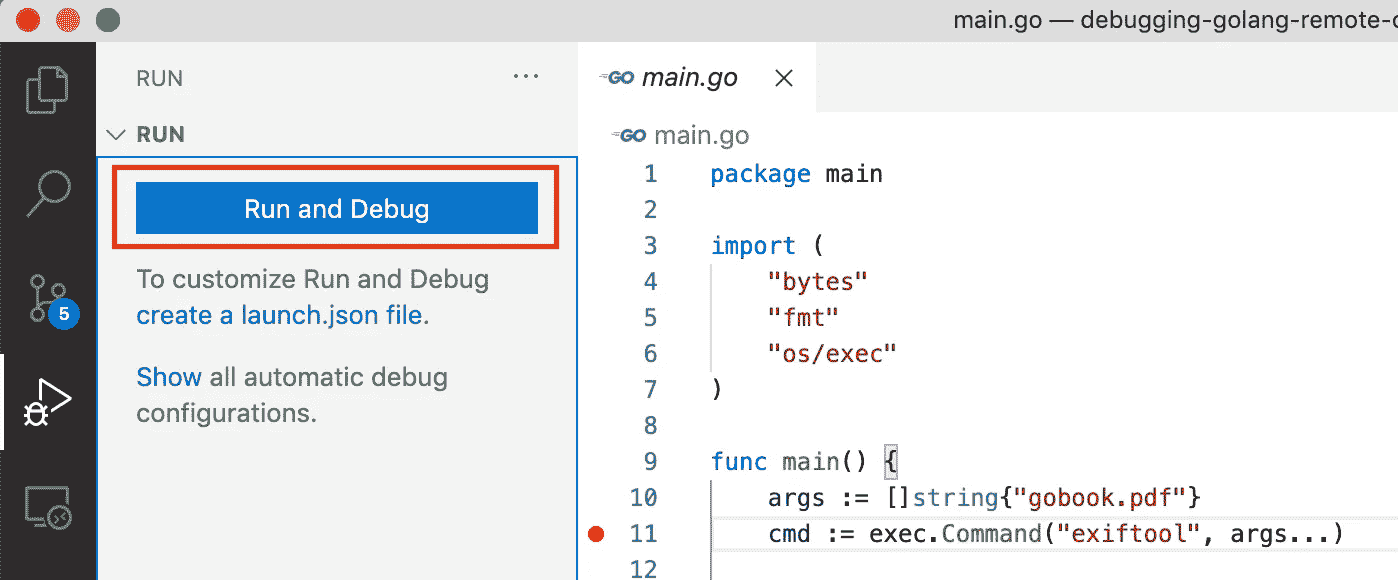 main.go — debugging-golang-remote-c
RUN
...
RUN
Run and Debug
To customize Run and Debug
create a launch.json file.
Show all automatic debug
configurations.
5
GO main.go
GO main.go
1 package main
2
3 import (
4 "bytes"
5 "fmt"
6 "os/exec"
7 )
8
9 func main() {
10 args := []string{"gobook.pdf"}
11 cmd := exec.Command("exiftool", args...)
12